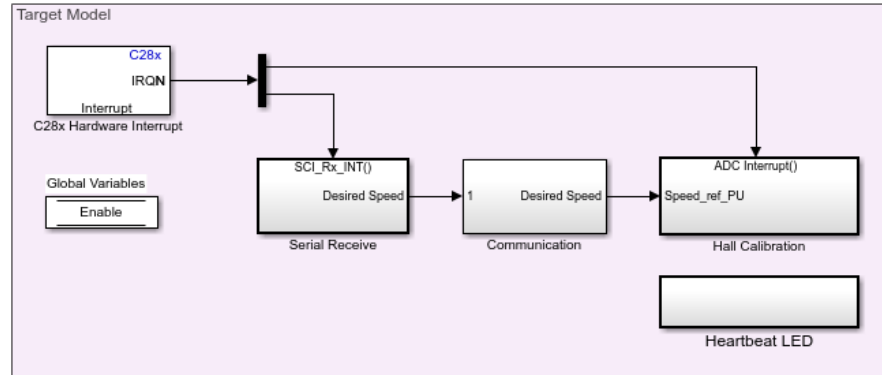 Target Model
C28x
IRQN
Interrupt
C28x Hardware Interrupt
Global Variables
Enable
SCI_Rx_INT()
Desired Speed
Serial Receive
1
Desired Speed
Communication
ADC Interrupt()
Speed_ref_PU
Hall Calibration
Heartbeat LED